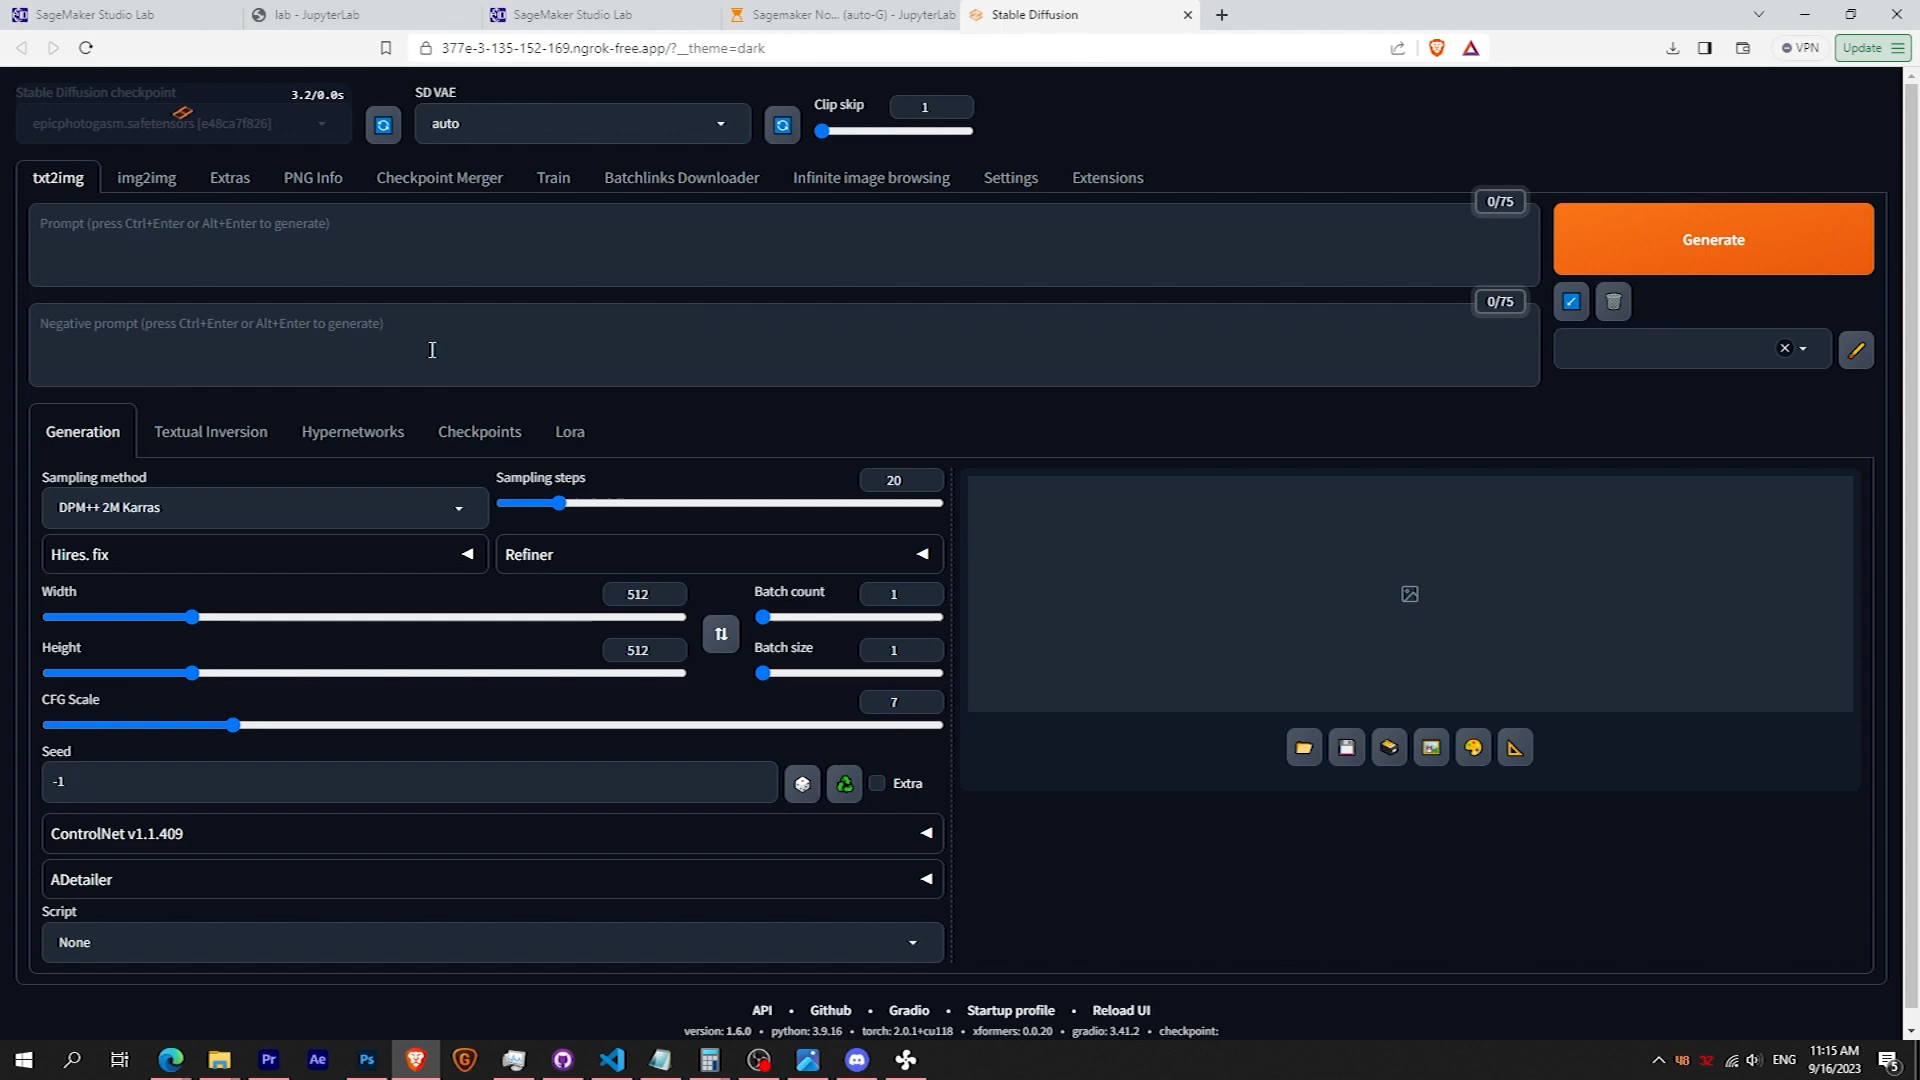 SageMaker Studio Lab
lab - JupyterLab
SageMaker Studio Lab
Sagemaker No... (auto-G) - JupyterLab
Stable Diffusion
377e-3-135-152-169.ngrok-free.app/?__theme=dark
VPN
Update
Stable Diffusion checkpoint
3.2/0.0s
epicphotogasm.safetensors [e48ca7f826]
SD VAE
auto
Clip skip
1
txt2img
img2img
Extras
PNG Info
Checkpoint Merger
Train
Batchlinks Downloader
Infinite image browsing
Settings
Extensions
Prompt (press Ctrl+Enter or Alt+Enter to generate)
0/75
Generate
Negative prompt (press Ctrl+Enter or Alt+Enter to generate)
0/75
Generation
Textual Inversion
Hypernetworks
Checkpoints
Lora
Sampling method
DPM++ 2M Karras
Sampling steps
20
Hires. fix
Refiner
Width
512
Batch count
1
Height
512
Batch size
1
CFG Scale
7
Seed
-1
Extra
ControlNet v1.1.409
ADetailer
Script
None
API • Github • Gradio • Startup profile • Reload UI
version: 1.6.0 • python: 3.9.16 • torch: 2.0.1+cu118 • xformers: 0.0.20 • gradio: 3.41.2 • checkpoint:
Pr
Ae
Ps
48
32
ENG
11:15 AM
9/16/2023
5